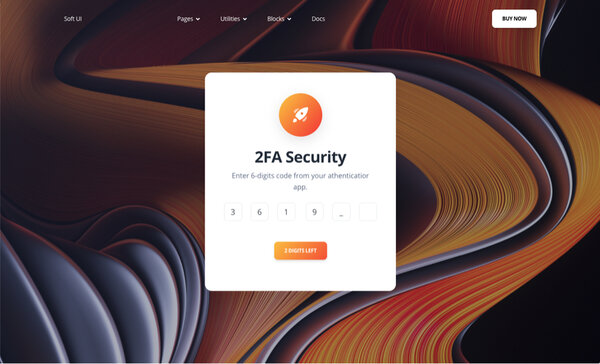 Soft UI Pages Utilities Blocks Docs BUY NOW
2FA Security
Enter 6-digits code from your athenticatior
app.
3 6 1 9 _
2 DIGITS LEFT